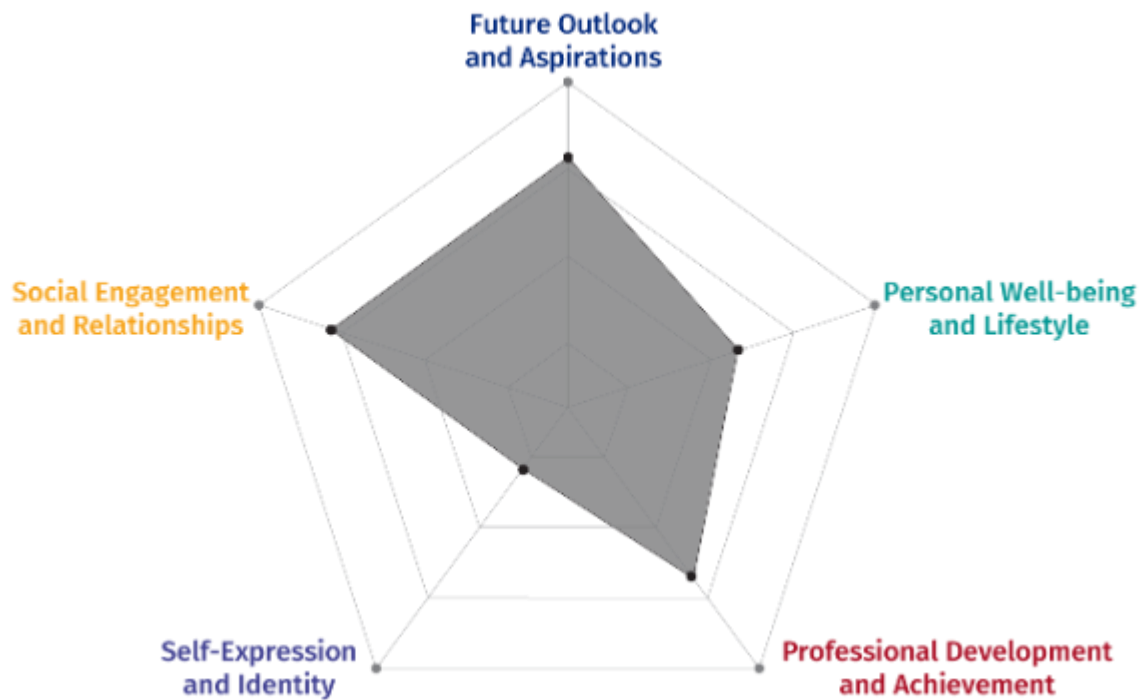 Future Outlook
and Aspirations
Social Engagement
and Relationships
Personal Well-being
and Lifestyle
Self-Expression
and Identity
Professional Development
and Achievement